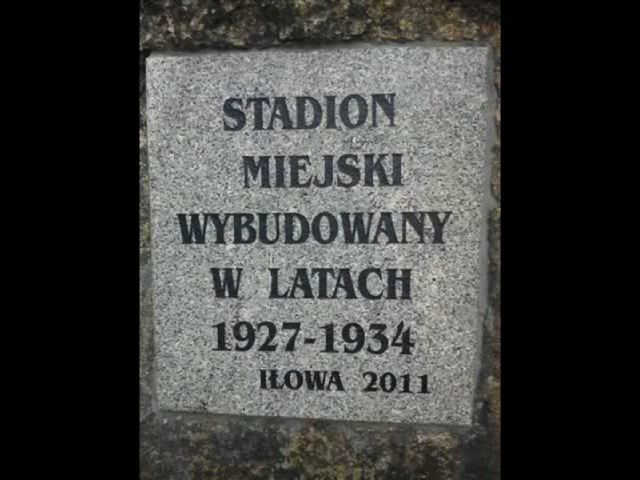 STADION
MIEJSKI
WYBUDOWANY
W LATACH
1927-1934
IŁOWA 2011